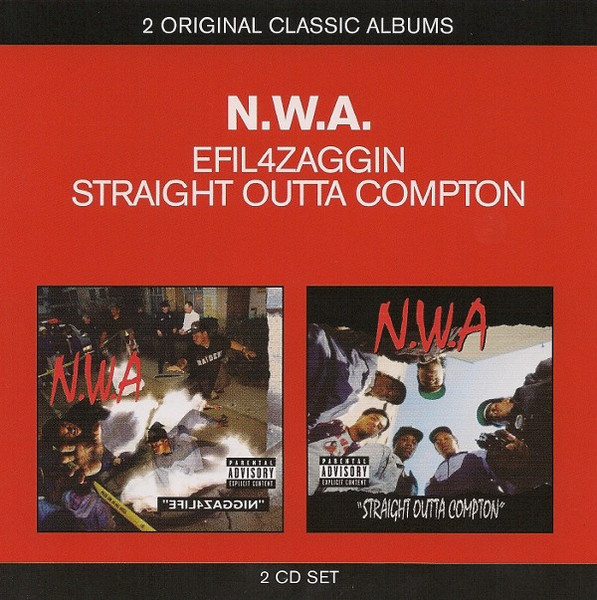 2 ORIGINAL CLASSIC ALBUMS
N.W.A.
EFIL4ZAGGIN
STRAIGHT OUTTA COMPTON
N.W.A
RAIDERS
PARENTAL
ADVISORY
EXPLICIT CONTENT
"NIGGAZ4LIFE"
N.W.A
PARENTAL
ADVISORY
EXPLICIT CONTENT
"STRAIGHT OUTTA COMPTON"
2 CD SET